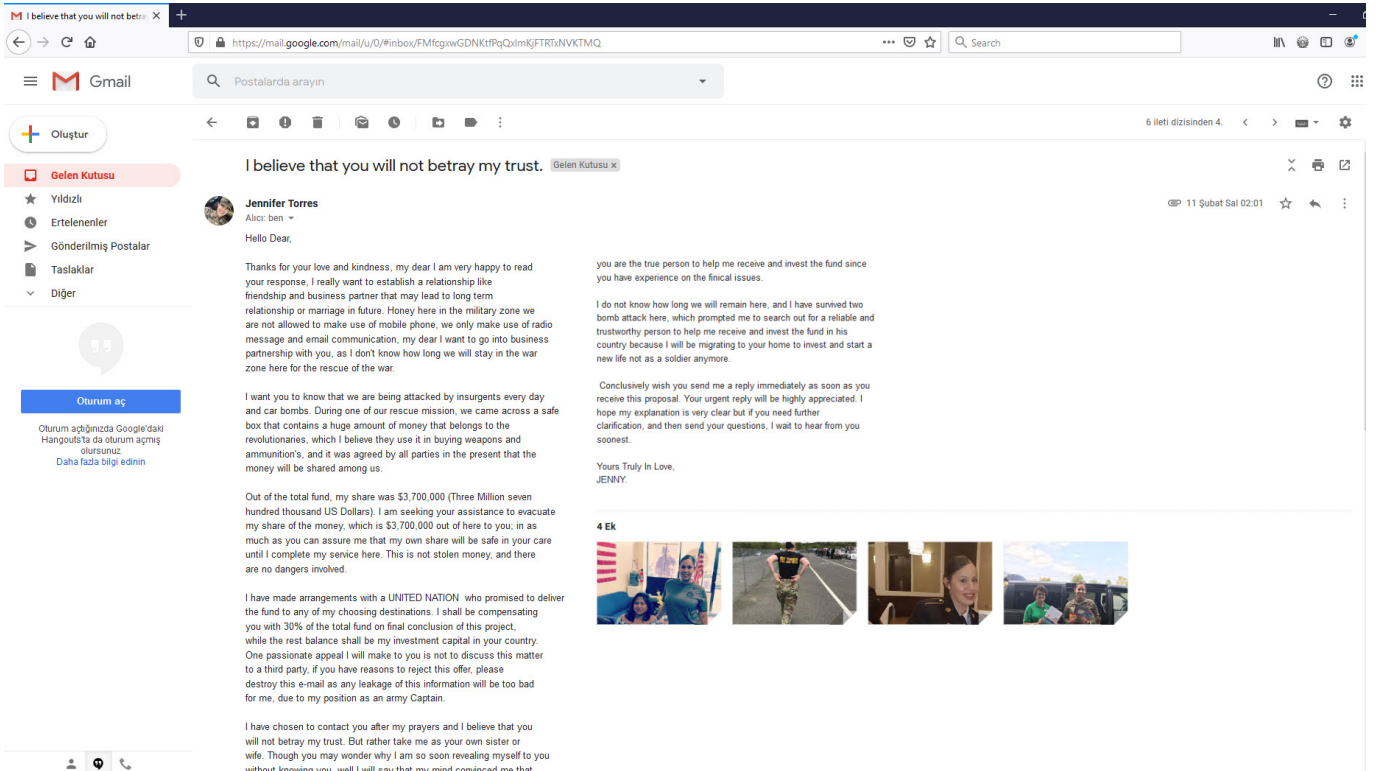 I believe that you will not betra
https://mail.google.com/mail/u/0/#inbox/FMfcgxwGDNKtfPqQxlmKjFTRTxNVKTMQ
Search
Gmail
Postalarda arayın
Oluştur
6 ileti dizisinden 4.
Gelen Kutusu
Yıldızlı
Ertelenenler
Gönderilmiş Postalar
Taslaklar
Diğer
Oturum aç
Oturum açtığınızda Google'daki
Hangouts'ta da oturum açmış
olursunuz
Daha fazla bilgi edinin
I believe that you will not betray my trust. Gelen Kutusu x
Jennifer Torres
11 Şubat Sal 02:01
Alıcı: ben
Hello Dear,
Thanks for your love and kindness, my dear I am very happy to read
your response, I really want to establish a relationship like
friendship and business partner that may lead to long term
relationship or marriage in future. Honey here in the military zone we
are not allowed to make use of mobile phone, we only make use of radio
message and email communication, my dear I want to go into business
partnership with you, as I don't know how long we will stay in the war
zone here for the rescue of the war.
I want you to know that we are being attacked by insurgents every day
and car bombs. During one of our rescue mission, we came across a safe
box that contains a huge amount of money that belongs to the
revolutionaries, which I believe they use it in buying weapons and
ammunition's, and it was agreed by all parties in the present that the
money will be shared among us.
Out of the total fund, my share was $3,700,000 (Three Million seven
hundred thousand US Dollars). I am seeking your assistance to evacuate
my share of the money, which is $3,700,000 out of here to you; in as
much as you can assure me that my own share will be safe in your care
until I complete my service here. This is not stolen money, and there
are no dangers involved.
I have made arrangements with a UNITED NATION who promised to deliver
the fund to any of my choosing destinations. I shall be compensating
you with 30% of the total fund on final conclusion of this project,
while the rest balance shall be my investment capital in your country.
One passionate appeal I will make to you is not to discuss this matter
to a third party, if you have reasons to reject this offer, please
destroy this e-mail as any leakage of this information will be too bad
for me, due to my position as an army Captain.
I have chosen to contact you after my prayers and I believe that you
will not betray my trust. But rather take me as your own sister or
wife. Though you may wonder why I am so soon revealing myself to you
without knowing you, well I will say that my mind convinced me that
you are the true person to help me receive and invest the fund since
you have experience on the finical issues.
I do not know how long we will remain here, and I have survived two
bomb attack here, which prompted me to search out for a reliable and
trustworthy person to help me receive and invest the fund in his
country because I will be migrating to your home to invest and start a
new life not as a soldier anymore.
Conclusively wish you send me a reply immediately as soon as you
receive this proposal. Your urgent reply will be highly appreciated. I
hope my explanation is very clear but if you need further
clarification, and then send your questions, I wait to hear from you
soonest.
Yours Truly In Love,
JENNY.
4 Ek